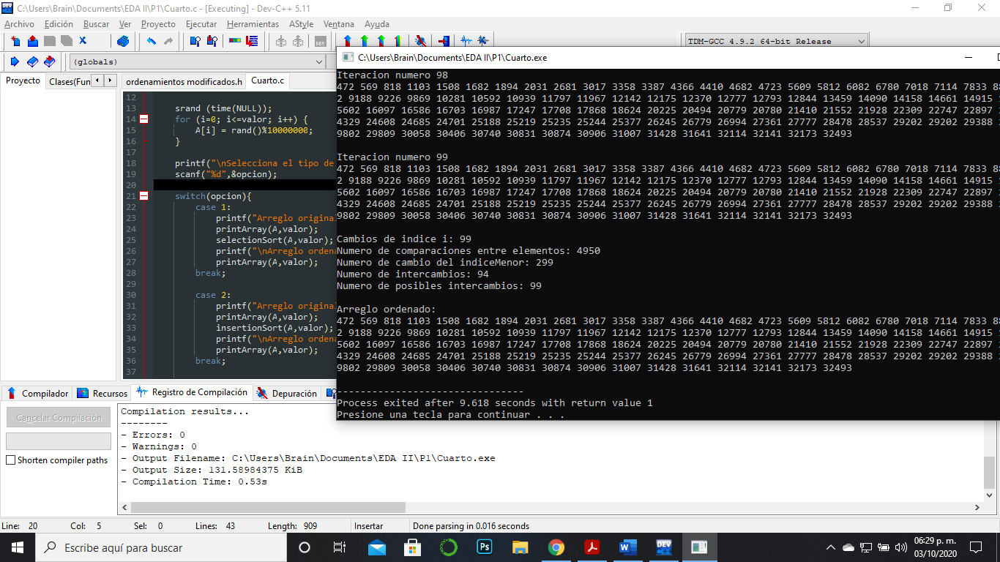 C:\Users\Brain\Documents\EDA II\P1\Cuarto.c - [Executing] - Dev-C++ 5.11
Archivo Edición Buscar Ver Proyecto Ejecutar Herramientas AStyle Ventana Ayuda
TDM-GCC 4.9.2 64-bit Release
(globals)
Proyecto Clases(Fun
ordenamientos modificados.h Cuarto.c
12
13 srand (time(NULL));
14 for (i=0; i<=valor; i++) {
15 A[i] = rand()%10000000;
16 }
17
18 printf("\nSelecciona el tipo de
19 scanf("%d",&opcion);
20
21 switch(opcion){
22 case 1:
23 printf("Arreglo original
24 printArray(A,valor);
25 selectionSort(A,valor);
26 printf("\nArreglo ordena
27 printArray(A,valor);
28 break;
29
30 case 2:
31 printf("Arreglo original
32 printArray(A,valor);
33 insertionSort(A,valor);
34 printf("\nArreglo ordena
35 printArray(A,valor);
36 break;
37
C:\Users\Brain\Documents\EDA II\P1\Cuarto.exe
Iteracion numero 98
472 569 818 1103 1508 1682 1894 2031 2681 3017 3358 3387 4366 4410 4682 4723 5609 5812 6082 6780 7018 7114 7833 88
2 9188 9226 9869 10281 10592 10939 11797 11967 12142 12175 12370 12777 12793 12844 13459 14090 14158 14661 14915
5602 16097 16586 16703 16987 17247 17708 17868 18624 20225 20494 20779 20780 21410 21552 21928 22309 22747 22897
4329 24608 24685 24701 25188 25219 25235 25244 25377 26245 26779 26994 27361 27777 28478 28537 29202 29202 29388
9802 29809 30058 30406 30740 30831 30874 30906 31007 31428 31641 32114 32141 32173 32493
Iteracion numero 99
472 569 818 1103 1508 1682 1894 2031 2681 3017 3358 3387 4366 4410 4682 4723 5609 5812 6082 6780 7018 7114 7833 88
2 9188 9226 9869 10281 10592 10939 11797 11967 12142 12175 12370 12777 12793 12844 13459 14090 14158 14661 14915
5602 16097 16586 16703 16987 17247 17708 17868 18624 20225 20494 20779 20780 21410 21552 21928 22309 22747 22897
4329 24608 24685 24701 25188 25219 25235 25244 25377 26245 26779 26994 27361 27777 28478 28537 29202 29202 29388
9802 29809 30058 30406 30740 30831 30874 30906 31007 31428 31641 32114 32141 32173 32493
Cambios de indice i: 99
Numero de comparaciones entre elementos: 4950
Numero de cambio del indiceMenor: 299
Numero de intercambios: 94
Numero de posibles intercambios: 99
Arreglo ordenado:
472 569 818 1103 1508 1682 1894 2031 2681 3017 3358 3387 4366 4410 4682 4723 5609 5812 6082 6780 7018 7114 7833 88
2 9188 9226 9869 10281 10592 10939 11797 11967 12142 12175 12370 12777 12793 12844 13459 14090 14158 14661 14915
5602 16097 16586 16703 16987 17247 17708 17868 18624 20225 20494 20779 20780 21410 21552 21928 22309 22747 22897
4329 24608 24685 24701 25188 25219 25235 25244 25377 26245 26779 26994 27361 27777 28478 28537 29202 29202 29388
9802 29809 30058 30406 30740 30831 30874 30906 31007 31428 31641 32114 32141 32173 32493
--------------------------------
Process exited after 9.618 seconds with return value 1
Presione una tecla para continuar . . .
Compilador Recursos Registro de Compilación Depuración
Cancelar Compilación
Shorten compiler paths
Compilation results...
--------
- Errors: 0
- Warnings: 0
- Output Filename: C:\Users\Brain\Documents\EDA II\P1\Cuarto.exe
- Output Size: 131.58984375 KiB
- Compilation Time: 0.53s
Line: 20 Col: 5 Sel: 0 Lines: 43 Length: 909 Insertar Done parsing in 0.016 seconds
Escribe aquí para buscar
06:29 p. m.
03/10/2020